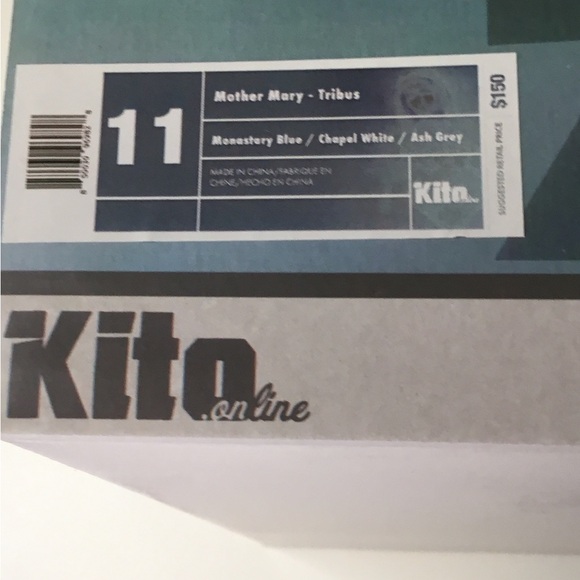 11
Mother Mary - Tribus
Monastary Blue / Chapel White / Ash Grey
MADE IN CHINA/FABRIQUE EN
CHINE/HECHO EN CHINA
Kito
SUGGESTED RETAIL PRICE $150
Kito
.online